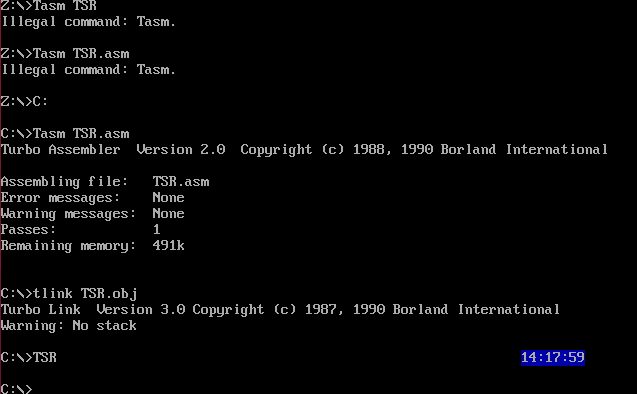 Z:\>Tasm TSR
Illegal command: Tasm.
Z:\>Tasm TSR.asm
Illegal command: Tasm.
Z:\>C:
C:\>Tasm TSR.asm
Turbo Assembler  Version 2.0  Copyright (c) 1988, 1990 Borland International
Assembling file:   TSR.asm
Error messages:    None
Warning messages:  None
Passes:            1
Remaining memory:  491k
C:\>tlink TSR.obj
Turbo Link  Version 3.0 Copyright (c) 1987, 1990 Borland International
Warning: No stack
C:\>TSR 14:17:59
C:\>